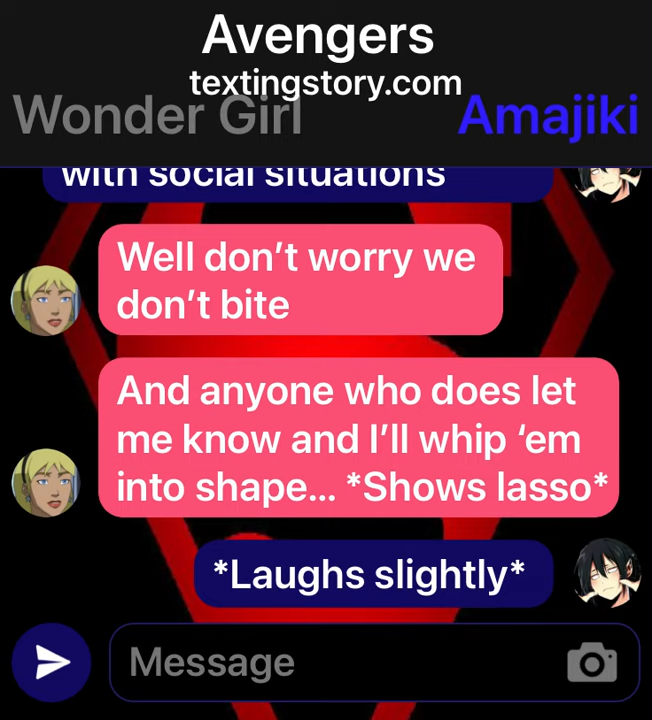 Avengers
textingstory.com
Wonder Girl
Amajiki
with social situations
Well don’t worry we
don’t bite
And anyone who does let
me know and I’ll whip ‘em
into shape... *Shows lasso*
*Laughs slightly*
Message